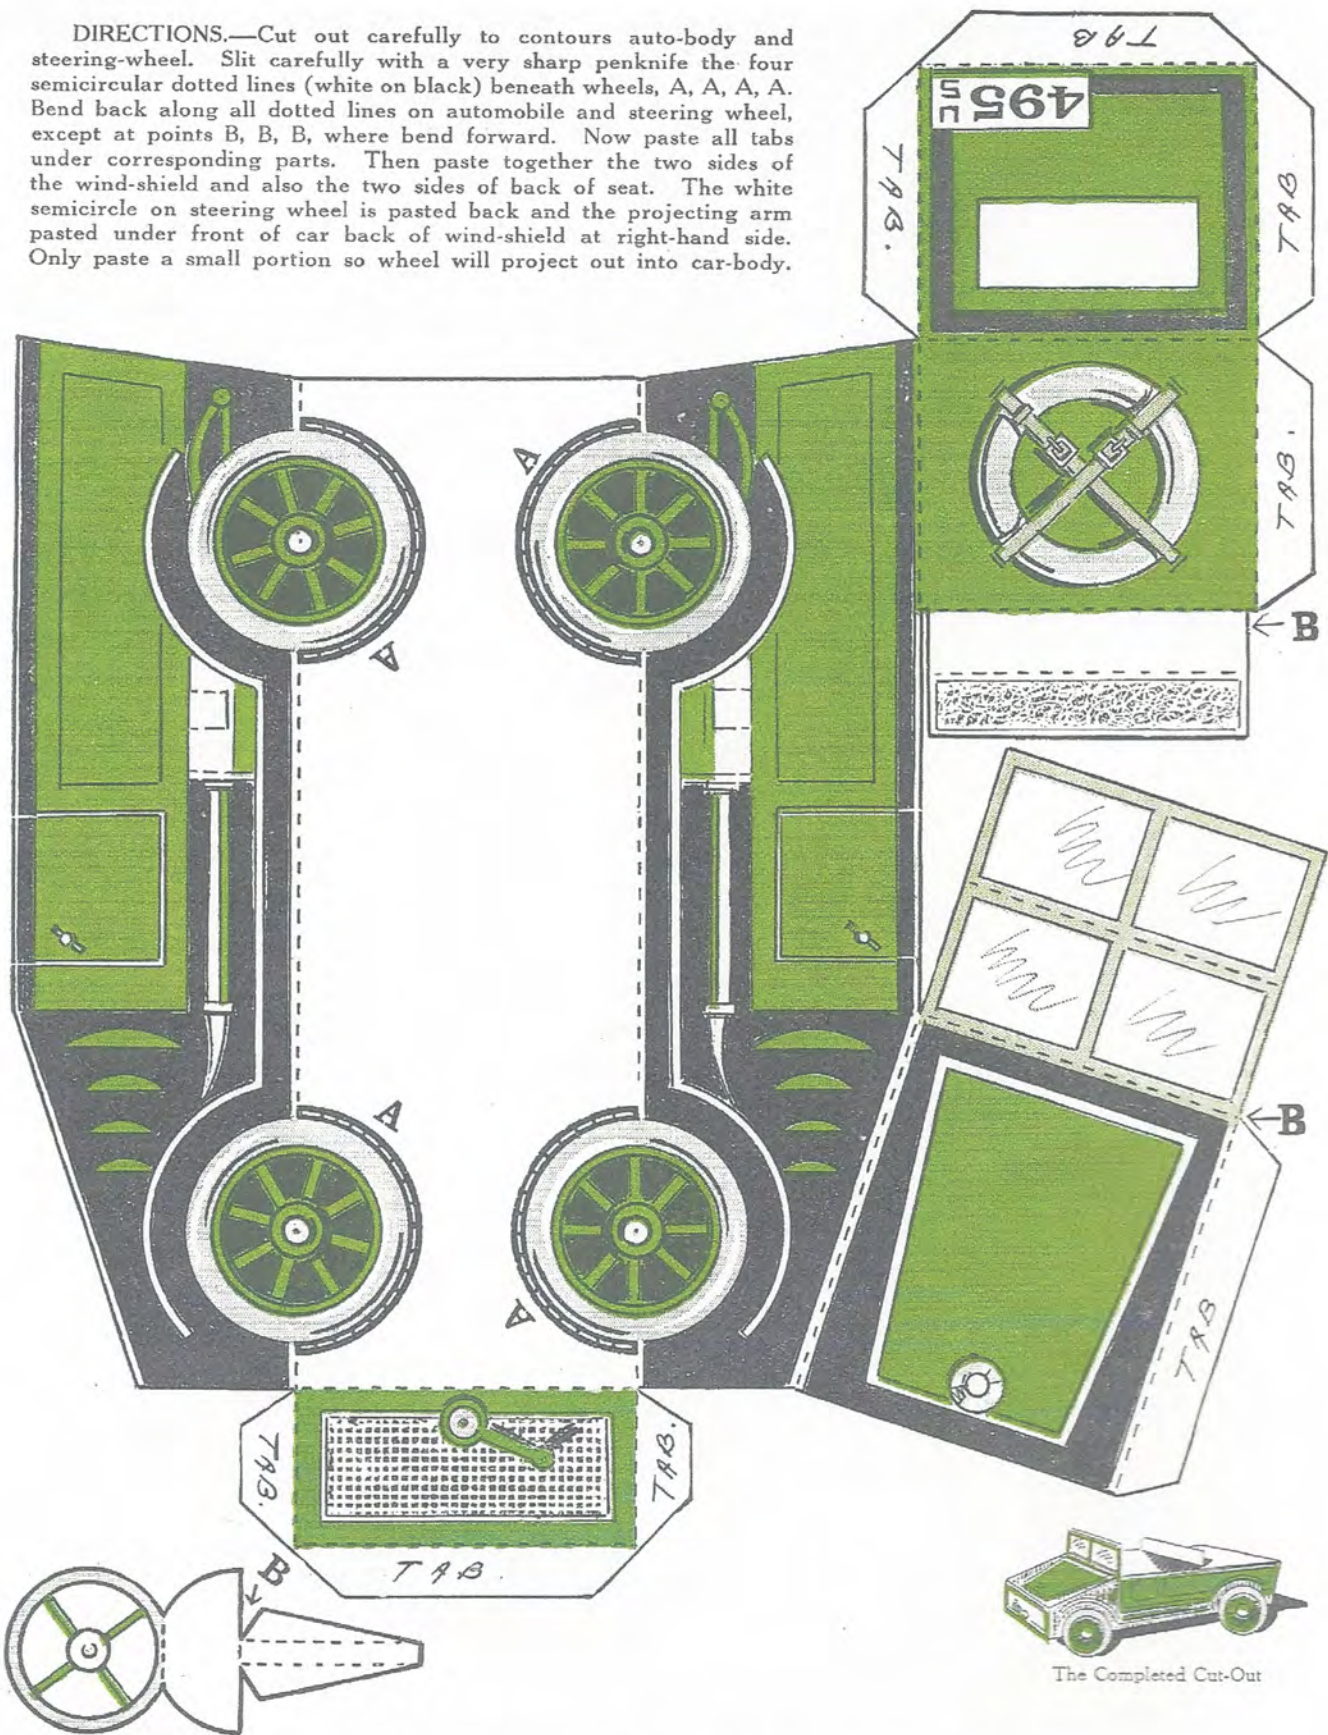 DIRECTIONS.—Cut out carefully to contours auto-body and
steering-wheel. Slit carefully with a very sharp penknife the four
semicircular dotted lines (white on black) beneath wheels, A, A, A, A.
Bend back along all dotted lines on automobile and steering wheel,
except at points B, B, B, where bend forward. Now paste all tabs
under corresponding parts. Then paste together the two sides of
the wind-shield and also the two sides of back of seat. The white
semicircle on steering wheel is pasted back and the projecting arm
pasted under front of car back of wind-shield at right-hand side.
Only paste a small portion so wheel will project out into car-body.
TAB
495
U
5
TAB.
TAB
TAB.
B
A
A
A
B
A
A
TAB
TAB.
TAB.
TAB.
B
The Completed Cut-Out